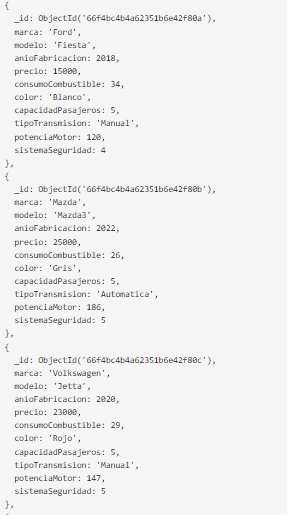 {
_id: ObjectId('66f4bc4b4a62351b6e42f80a'),
marca: 'Ford',
modelo: 'Fiesta',
anioFabricacion: 2018,
precio: 15000,
consumoCombustible: 34,
color: 'Blanco',
capacidadPasajeros: 5,
tipoTransmision: 'Manual',
potenciaMotor: 120,
sistemaSeguridad: 4
},
{
_id: ObjectId('66f4bc4b4a62351b6e42f80b'),
marca: 'Mazda',
modelo: 'Mazda3',
anioFabricacion: 2022,
precio: 25000,
consumoCombustible: 26,
color: 'Gris',
capacidadPasajeros: 5,
tipoTransmision: 'Automatica',
potenciaMotor: 186,
sistemaSeguridad: 5
},
{
_id: ObjectId('66f4bc4b4a62351b6e42f80c'),
marca: 'Volkswagen',
modelo: 'Jetta',
anioFabricacion: 2020,
precio: 23000,
consumoCombustible: 29,
color: 'Rojo',
capacidadPasajeros: 5,
tipoTransmision: 'Manual',
potenciaMotor: 147,
sistemaSeguridad: 5
},